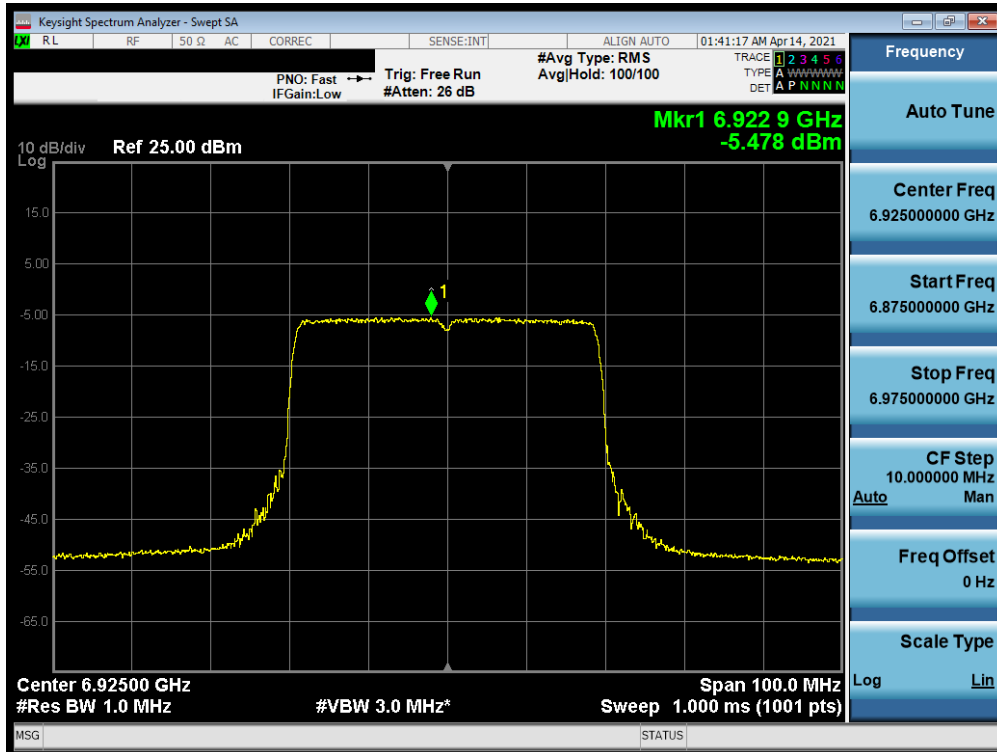 Keysight Spectrum Analyzer - Swept SA
LXI RL RF 50 Ω AC CORREC SENSE:INT ALIGN AUTO 01:41:17 AM Apr 14, 2021
PNO: Fast Trig: Free Run #Avg Type: RMS TRACE 1 2 3 4 5 6
IFGain:Low #Atten: 26 dB Avg|Hold: 100/100 TYPE A WWWWW
DET A P N N N N
Mkr1 6.922 9 GHz
-5.478 dBm
10 dB/div Ref 25.00 dBm
Log
15.0
5.00
-5.00
-15.0
-25.0
-35.0
-45.0
-55.0
-65.0
1
Center 6.92500 GHz Span 100.0 MHz
#Res BW 1.0 MHz #VBW 3.0 MHz* Sweep 1.000 ms (1001 pts)
MSG STATUS
Frequency
Auto Tune
Center Freq
6.925000000 GHz
Start Freq
6.875000000 GHz
Stop Freq
6.975000000 GHz
CF Step
10.000000 MHz
Auto Man
Freq Offset
0 Hz
Scale Type
Log Lin